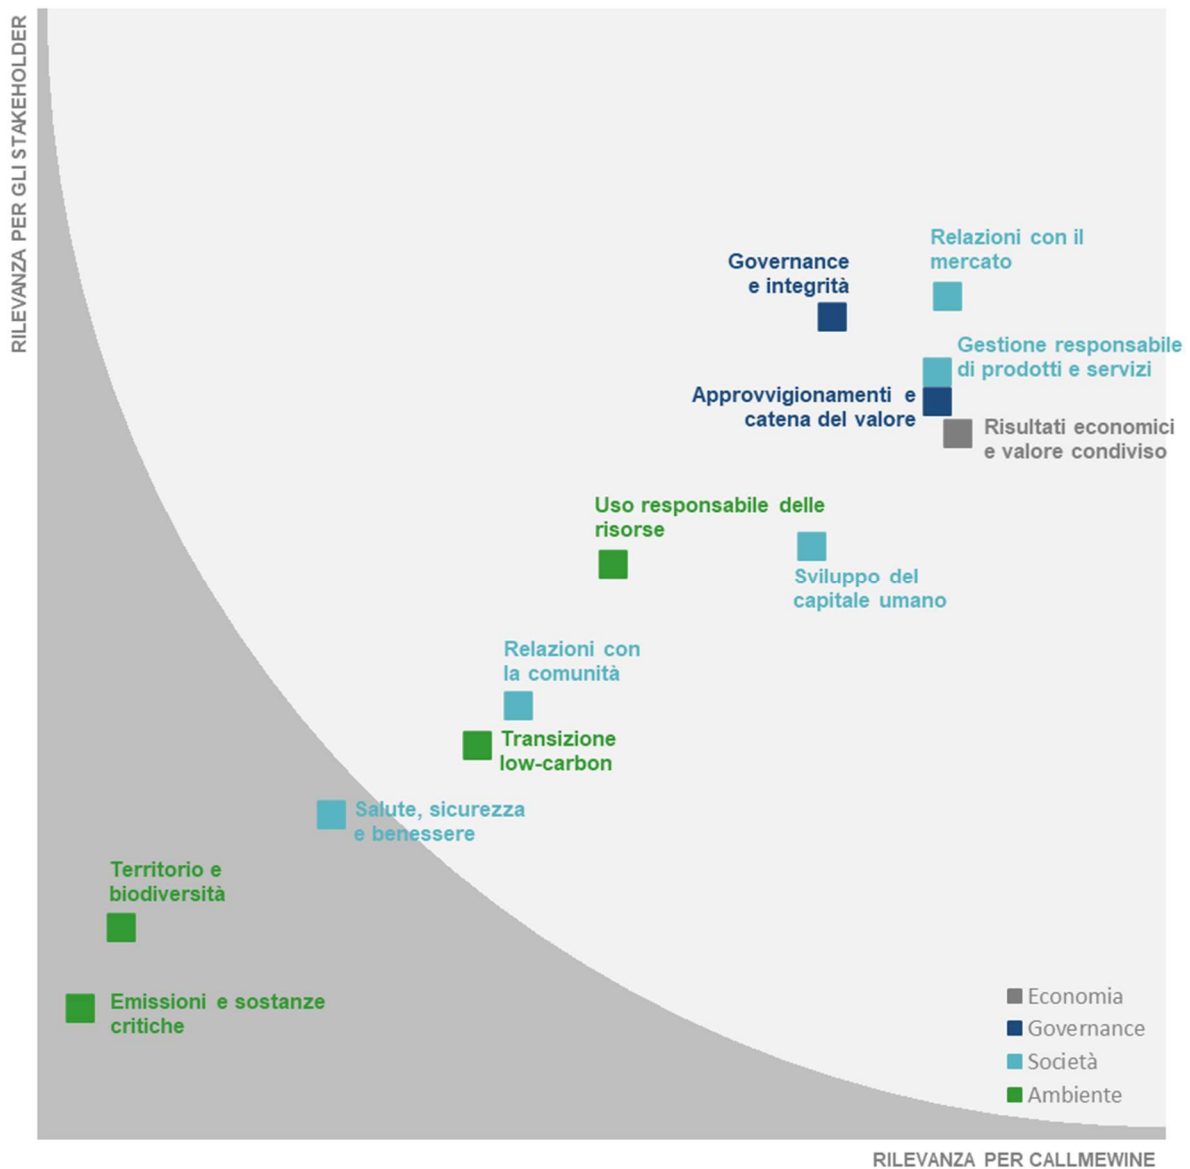 RILEVANZA PER GLI STAKEHOLDER
Relazioni con il
mercato
Governance
e integrità
Gestione responsabile
di prodotti e servizi
Approvvigionamenti e
catena del valore
Risultati economici
e valore condiviso
Uso responsabile delle
risorse
Sviluppo del
capitale umano
Relazioni con
la comunità
Transizione
low-carbon
Salute, sicurezza
e benessere
Territorio e
biodiversità
Emissioni e sostanze
critiche
Economia
Governance
Società
Ambiente
RILEVANZA PER CALLMEWINE